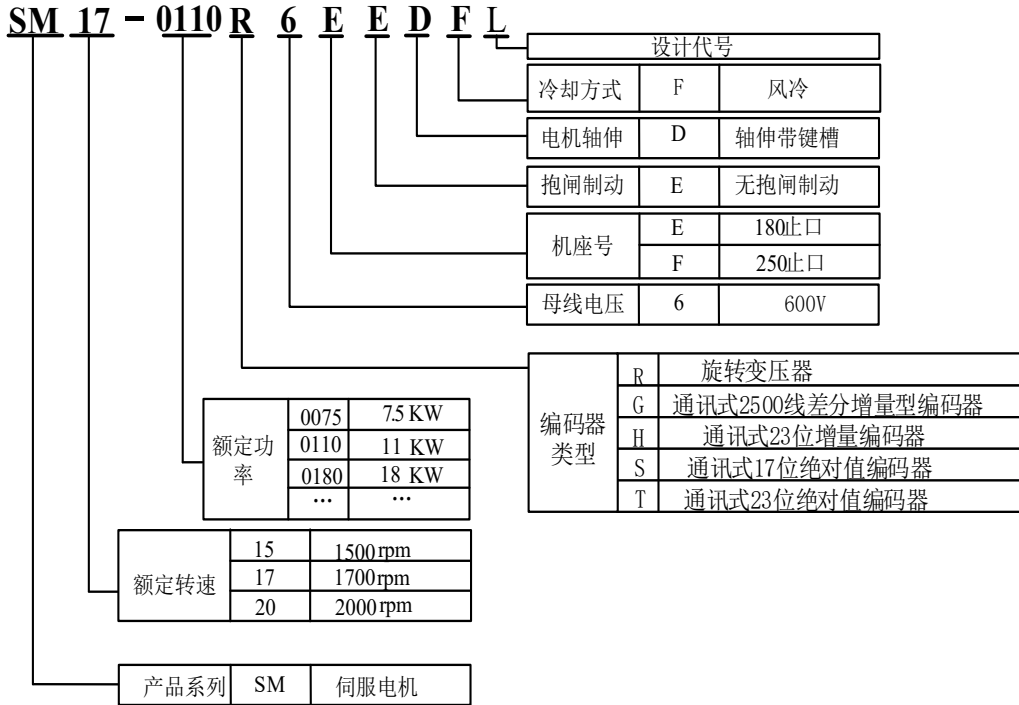 SM 17 - 0110 R 6 E E D F L
设计代号
冷却方式 F 风冷
电机轴伸 D 轴伸带键槽
抱闸制动 E 无抱闸制动
机座号
E 180止口
F 250止口
母线电压 6 600V
编码器
类型
R 旋转变压器
G 通讯式2500线差分增量型编码器
H 通讯式23位增量编码器
S 通讯式17位绝对值编码器
T 通讯式23位绝对值编码器
额定功
率
0075 7.5 KW
0110 11 KW
0180 18 KW
… …
额定转速
15 1500rpm
17 1700rpm
20 2000rpm
产品系列 SM 伺服电机